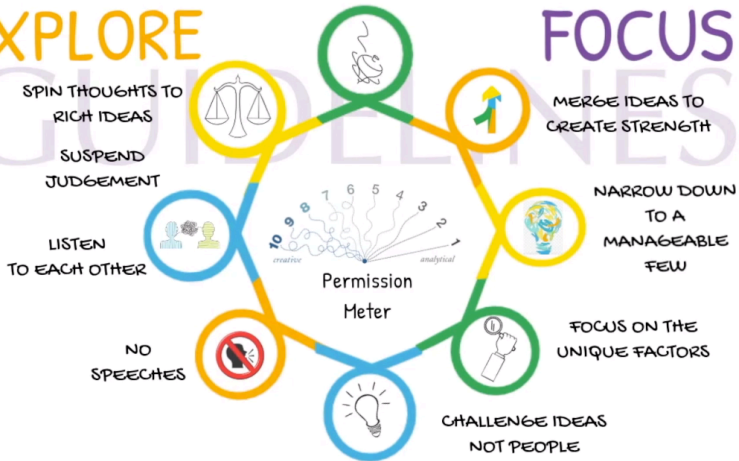 XPLORE
FOCUS
GUIDELINES
SPIN THOUGHTS TO
RICH IDEAS
SUSPEND
JUDGEMENT
LISTEN
TO EACH OTHER
NO
SPEECHES
MERGE IDEAS TO
CREATE STRENGTH
NARROW DOWN
TO A
MANAGEABLE
FEW
FOCUS ON THE
UNIQUE FACTORS
CHALLENGE IDEAS
NOT PEOPLE
10 9 8 7 6 5 4 3 2 1
creative
analytical
Permission
Meter